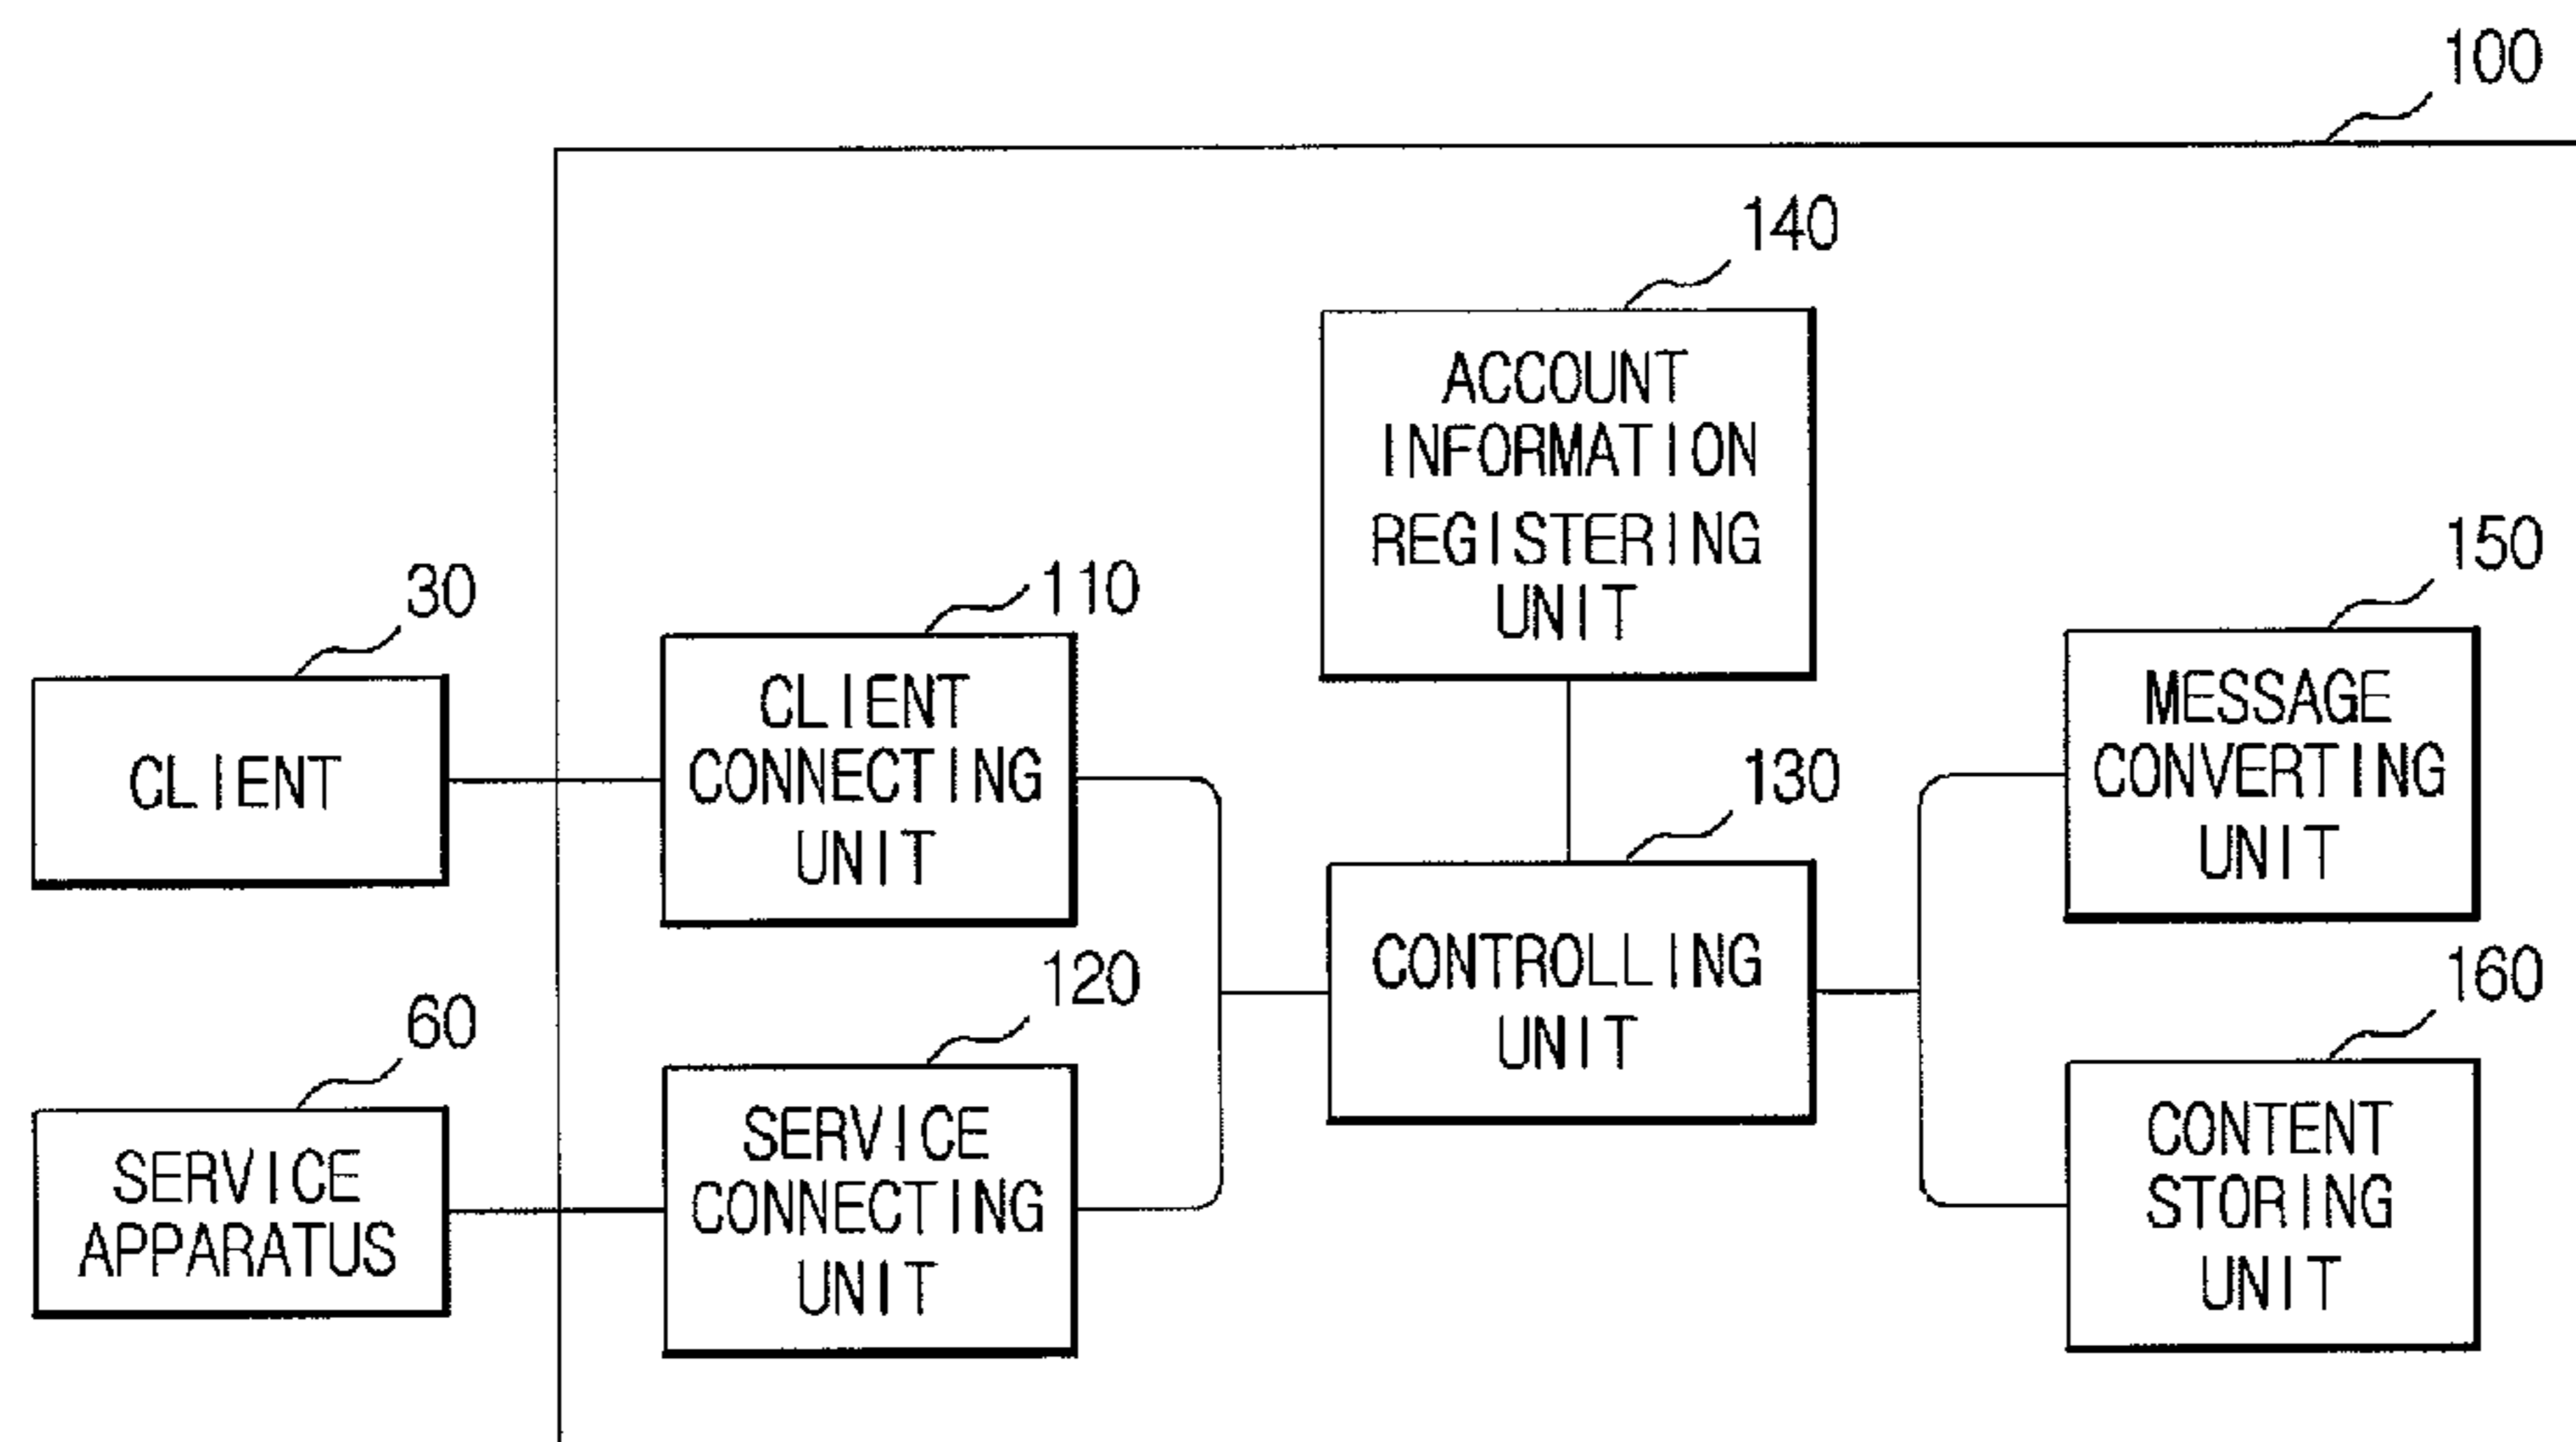 100
140
ACCOUNT
INFORMATION
REGISTERING
UNIT
30
CLIENT
110
CLIENT
CONNECTING
UNIT
130
CONTROLLING
UNIT
150
MESSAGE
CONVERTING
UNIT
60
SERVICE
APPARATUS
120
SERVICE
CONNECTING
UNIT
160
CONTENT
STORING
UNIT